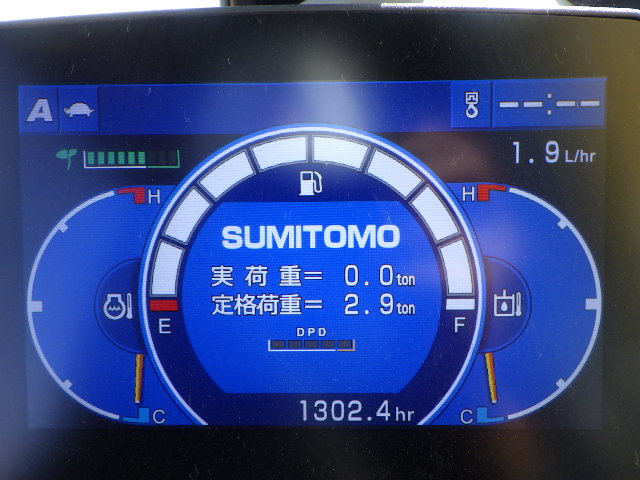 A
--:--
1.9 L/hr
H
H
SUMITOMO
実荷重= 0.0ton
定格荷重= 2.9ton
E
F
DPD
C
1302.4hr
C